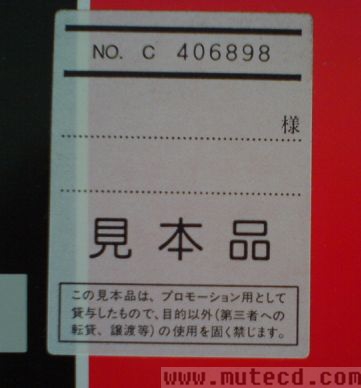 NO. C 406898
様
見本品
この見本品は、プロモーション用として
貸与したもので、目的以外(第三者への
転貸、譲渡等)の使用を固く禁じます。
www.mutecd.com